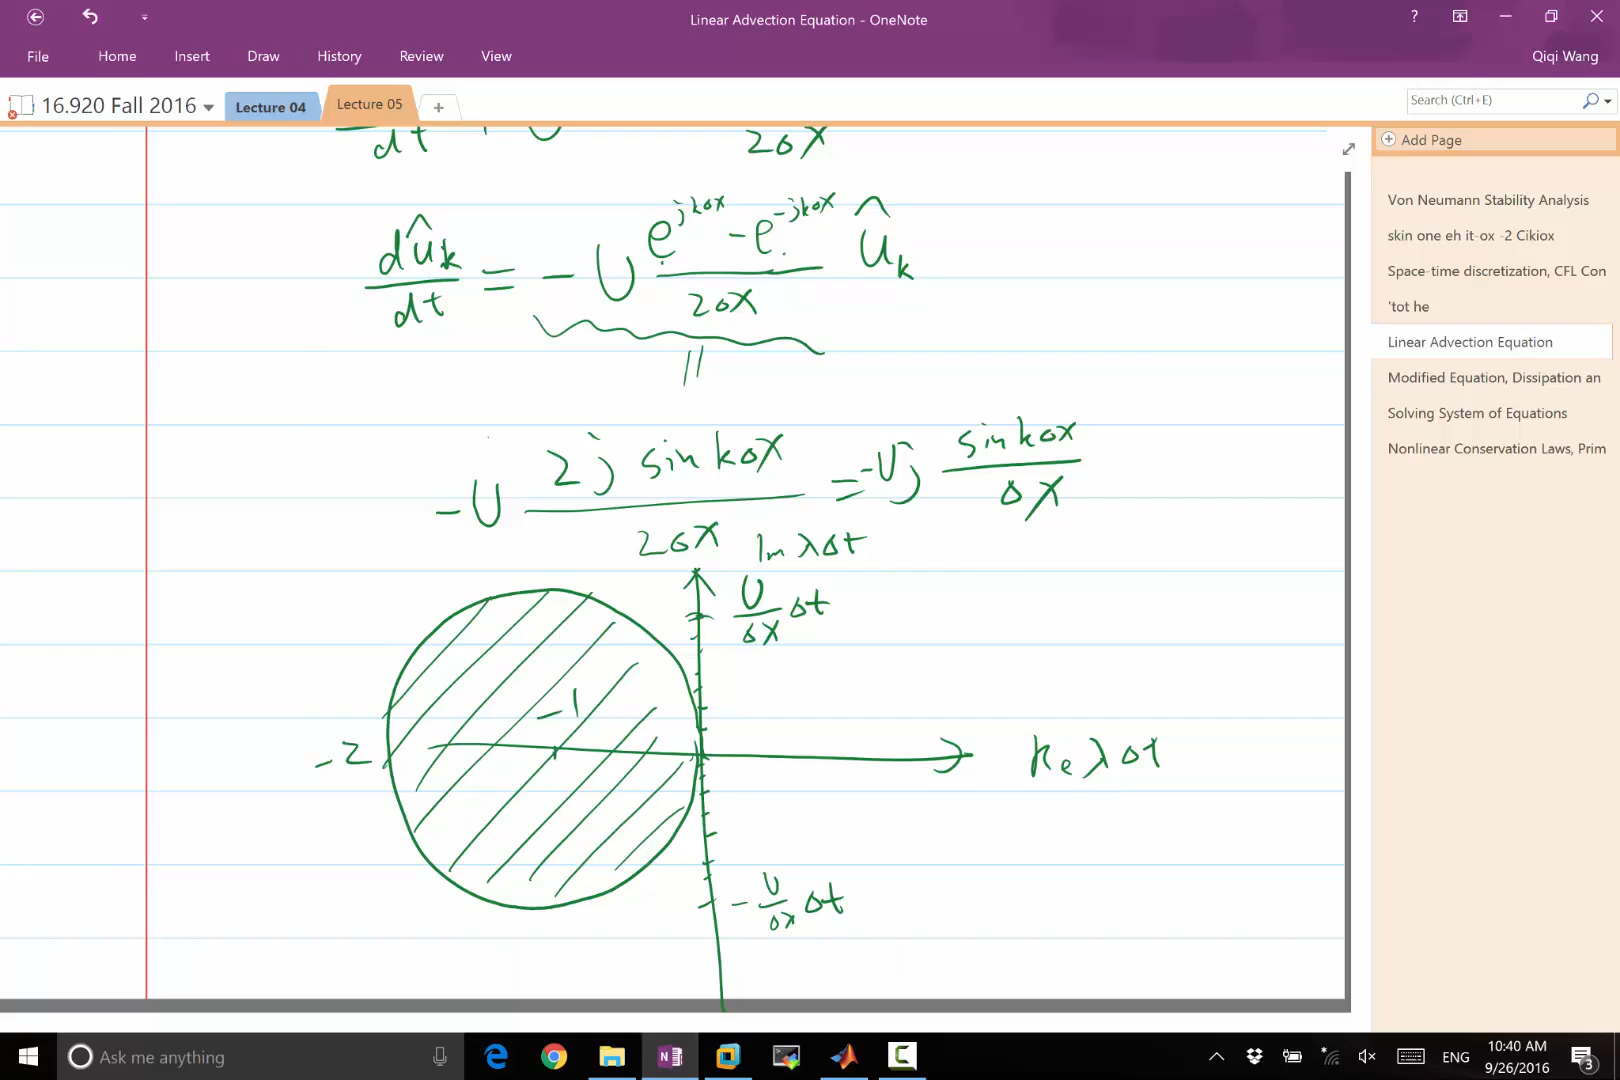 Linear Advection Equation - OneNote
?
File Home Insert Draw History Review View
Qiqi Wang
16.920 Fall 2016 Lecture 04 Lecture 05 +
Search (Ctrl+E)
Add Page
Von Neumann Stability Analysis
skin one eh it-ox -2 Cikiox
Space-time discretization, CFL Con
'tot he
Linear Advection Equation
Modified Equation, Dissipation an
Solving System of Equations
Nonlinear Conservation Laws, Prim
dt + U 2Δx
dû_k/dt = -U (e^{jkΔx} - e^{-jkΔx})/(2Δx) û_k
||
-U (2j sin kΔx)/(2Δx) = -Uj (sin kΔx)/(Δx)
Im λΔt
U/Δx Δt
-1
-2
Re λΔt
-U/Δx Δt
Ask me anything
ENG
10:40 AM
9/26/2016
3